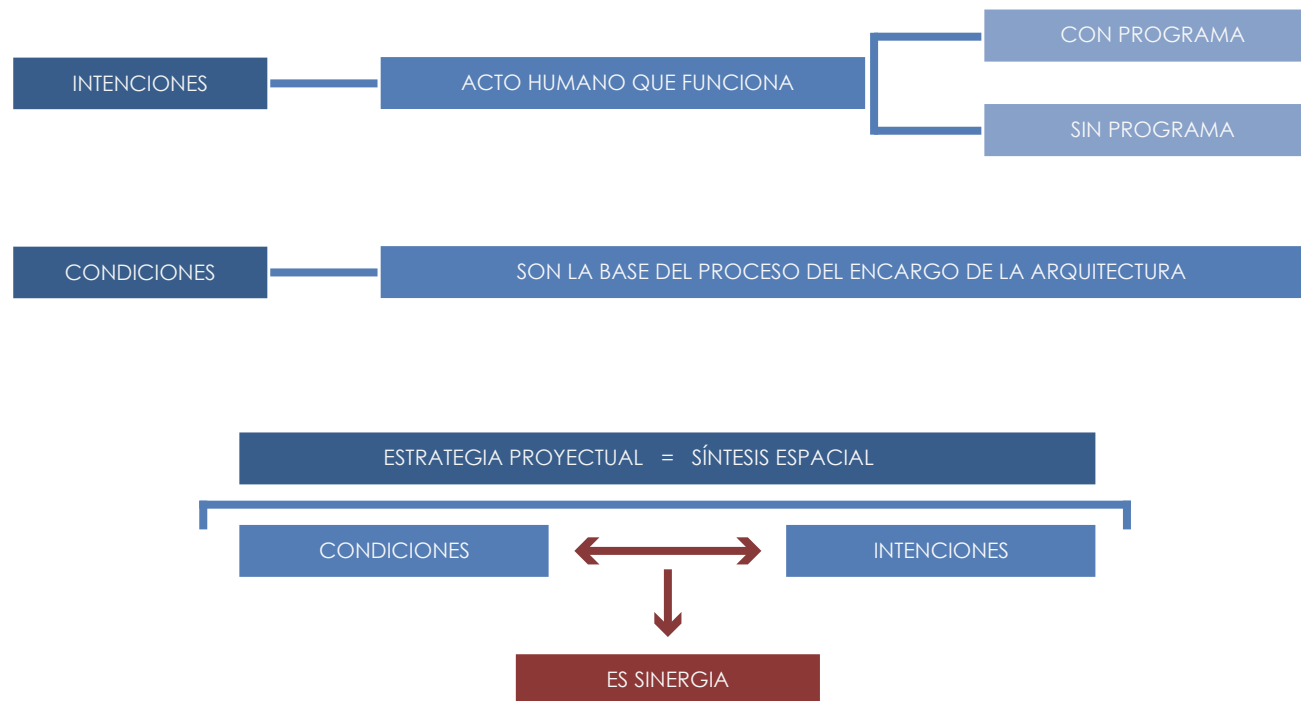 CON PROGRAMA
INTENCIONES
ACTO HUMANO QUE FUNCIONA
SIN PROGRAMA
CONDICIONES
SON LA BASE DEL PROCESO DEL ENCARGO DE LA ARQUITECTURA
ESTRATEGIA PROYECTUAL = SÍNTESIS ESPACIAL
CONDICIONES
INTENCIONES
ES SINERGIA